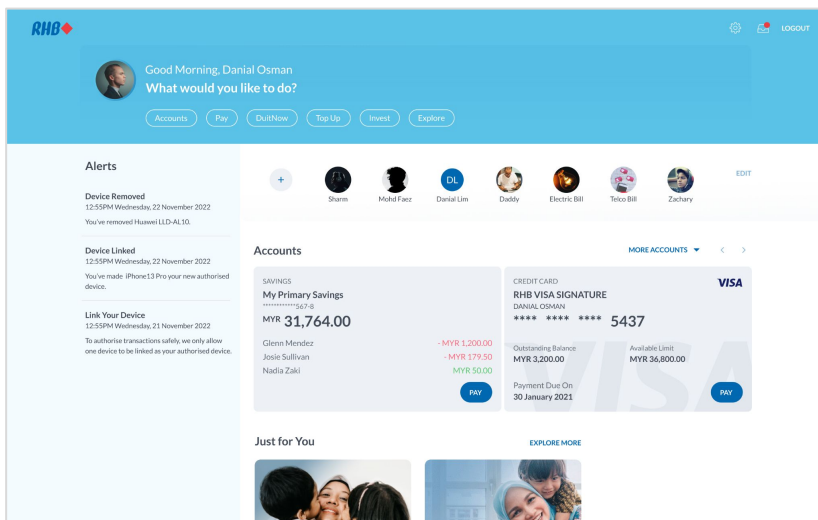 RHB
LOGOUT
Good Morning, Danial Osman
What would you like to do?
Accounts
Pay
DuitNow
Top Up
Invest
Explore
Alerts
Device Removed
12:55PM Wednesday, 22 November 2022
You've removed Huawei LLD-AL10.
Device Linked
12:55PM Wednesday, 22 November 2022
You've made iPhone13 Pro your new authorised
device.
Link Your Device
12:55PM Wednesday, 21 November 2022
To authorise transactions safely, we only allow
one device to be linked as your authorised device.
+
Sharm
Mohd Faez
DL
Danial Lim
Daddy
Electric Bill
Telco Bill
Zachary
EDIT
Accounts
MORE ACCOUNTS
SAVINGS
My Primary Savings
************567-8
MYR 31,764.00
Glenn Mendez - MYR 1,200.00
Josie Sullivan - MYR 179.50
Nadia Zaki MYR 50.00
PAY
CREDIT CARD
VISA
RHB VISA SIGNATURE
DANIAL OSMAN
**** **** **** 5437
Outstanding Balance
MYR 3,200.00
Available Limit
MYR 36,800.00
Payment Due On
30 January 2021
PAY
VISA
Just for You
EXPLORE MORE